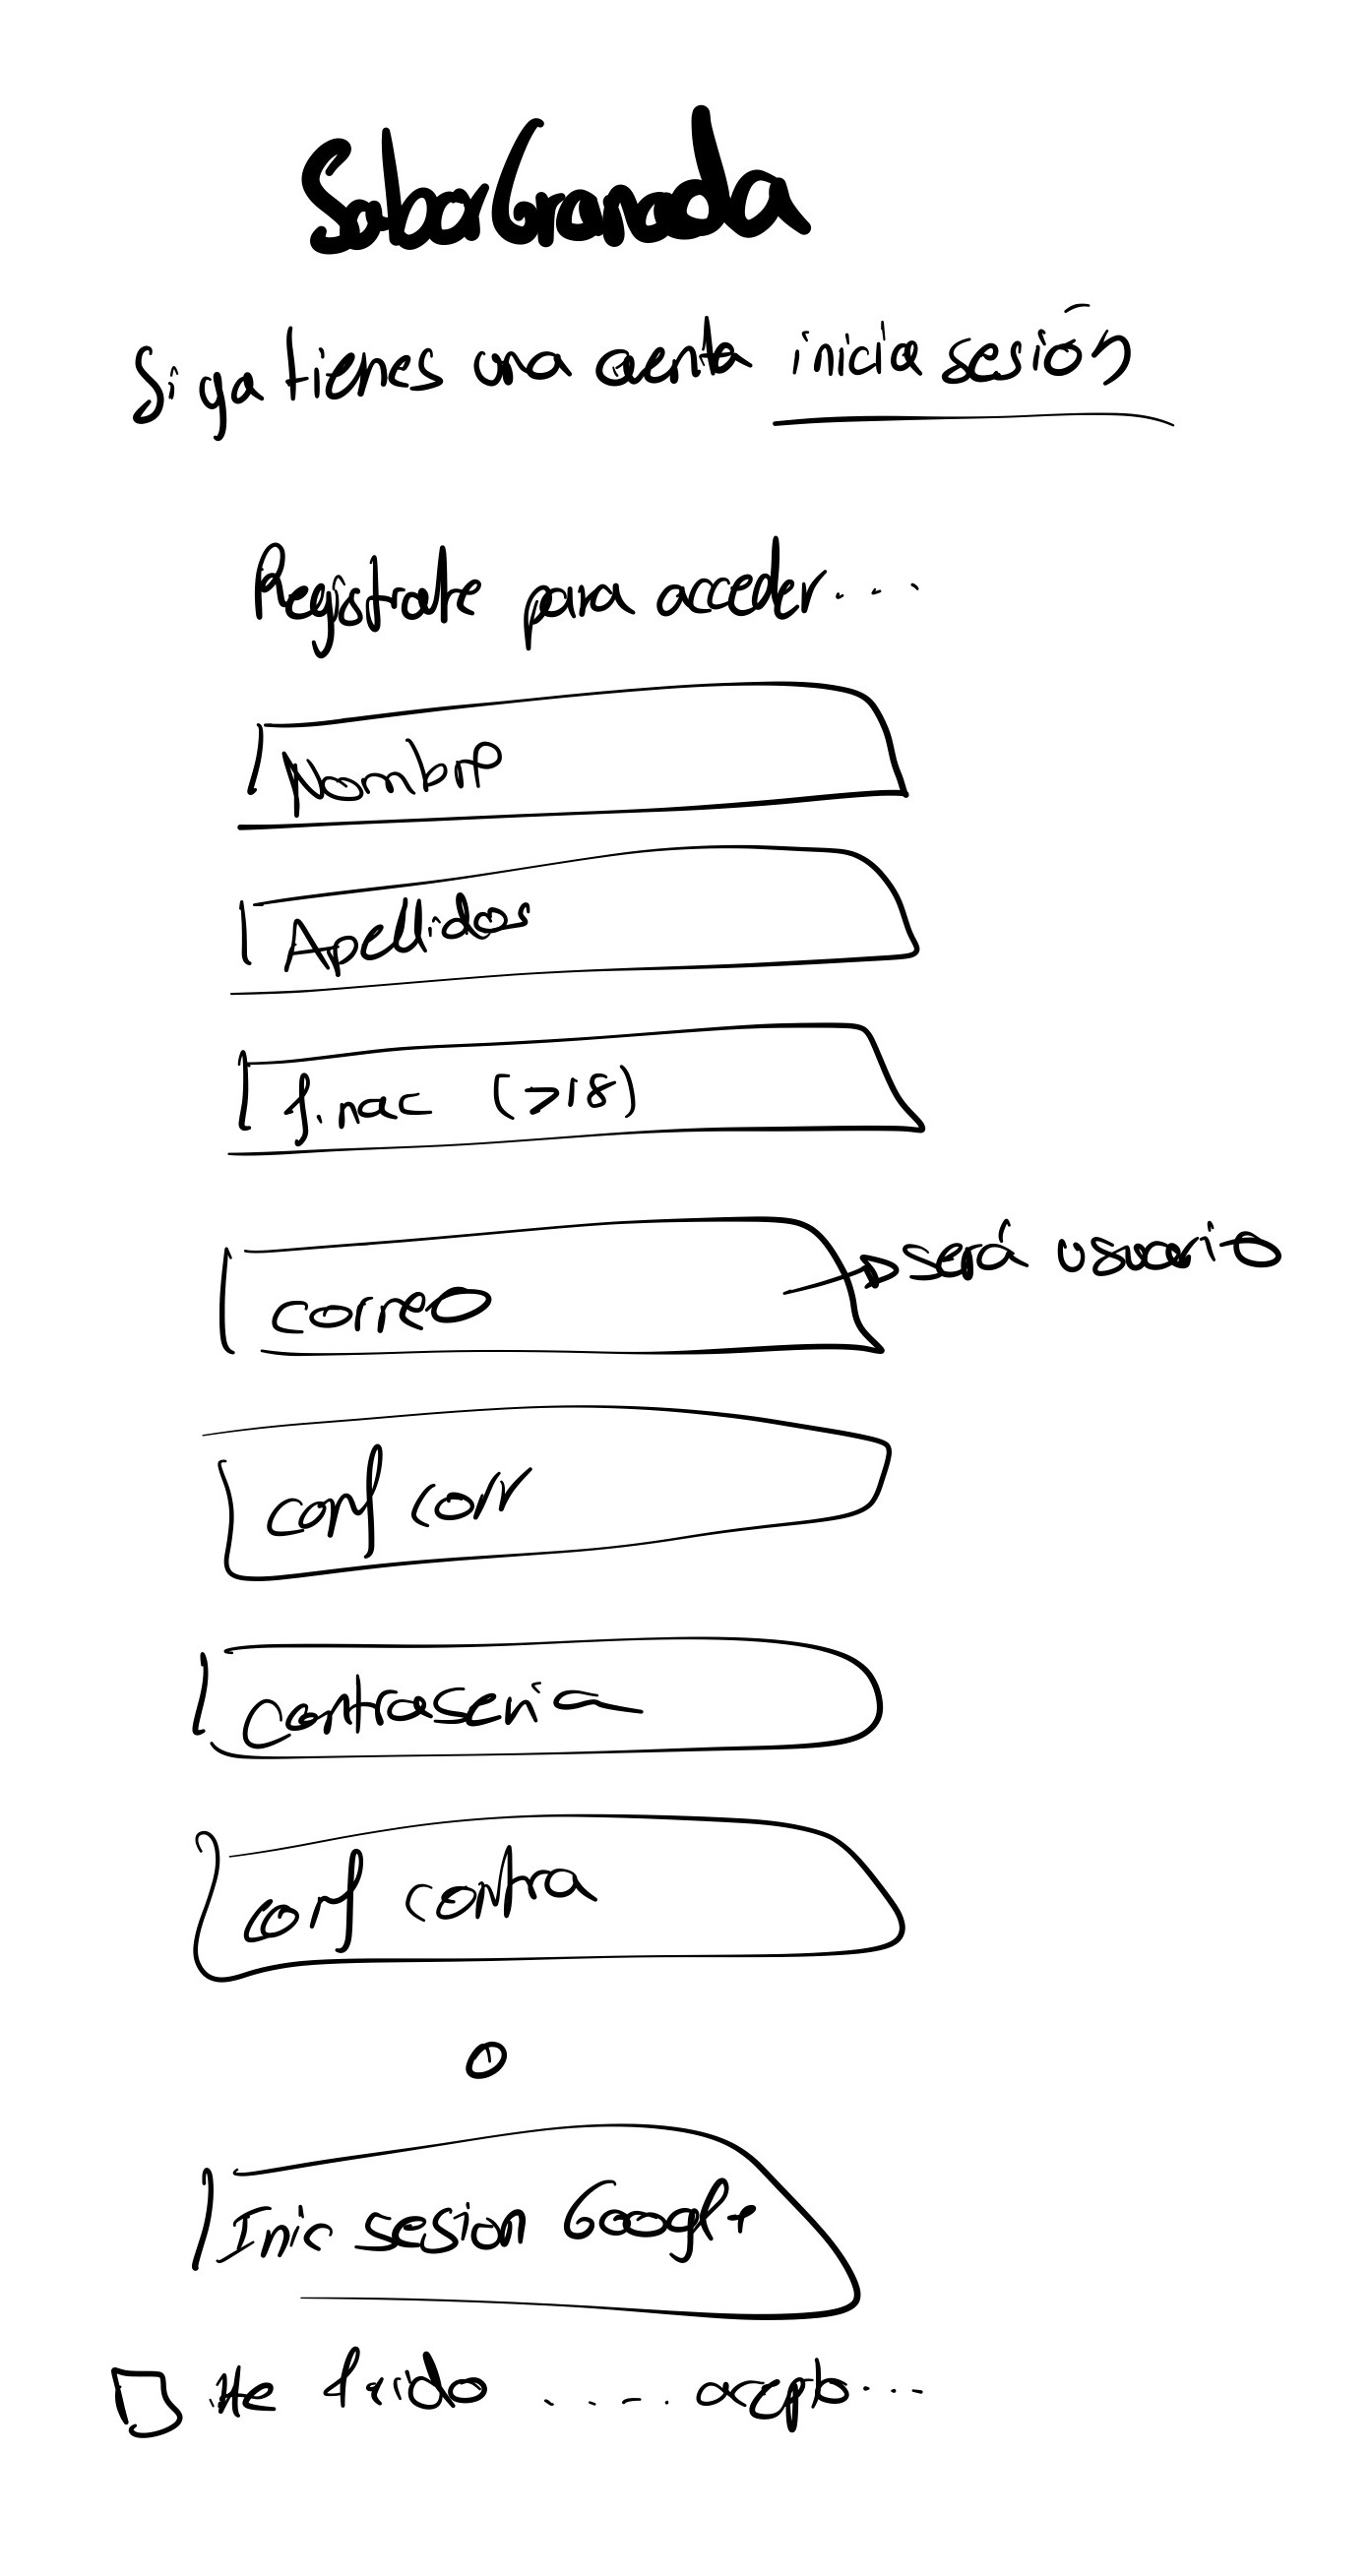 SaborGranada
Si ya tienes una cuenta inicia sesión
Registrate para acceder....
Nombre
Apellidos
f. nac (>18)
correo
será usuario
conf corr
contraseña
conf contra
O
Inic sesion Google
He leido ..... acepto....